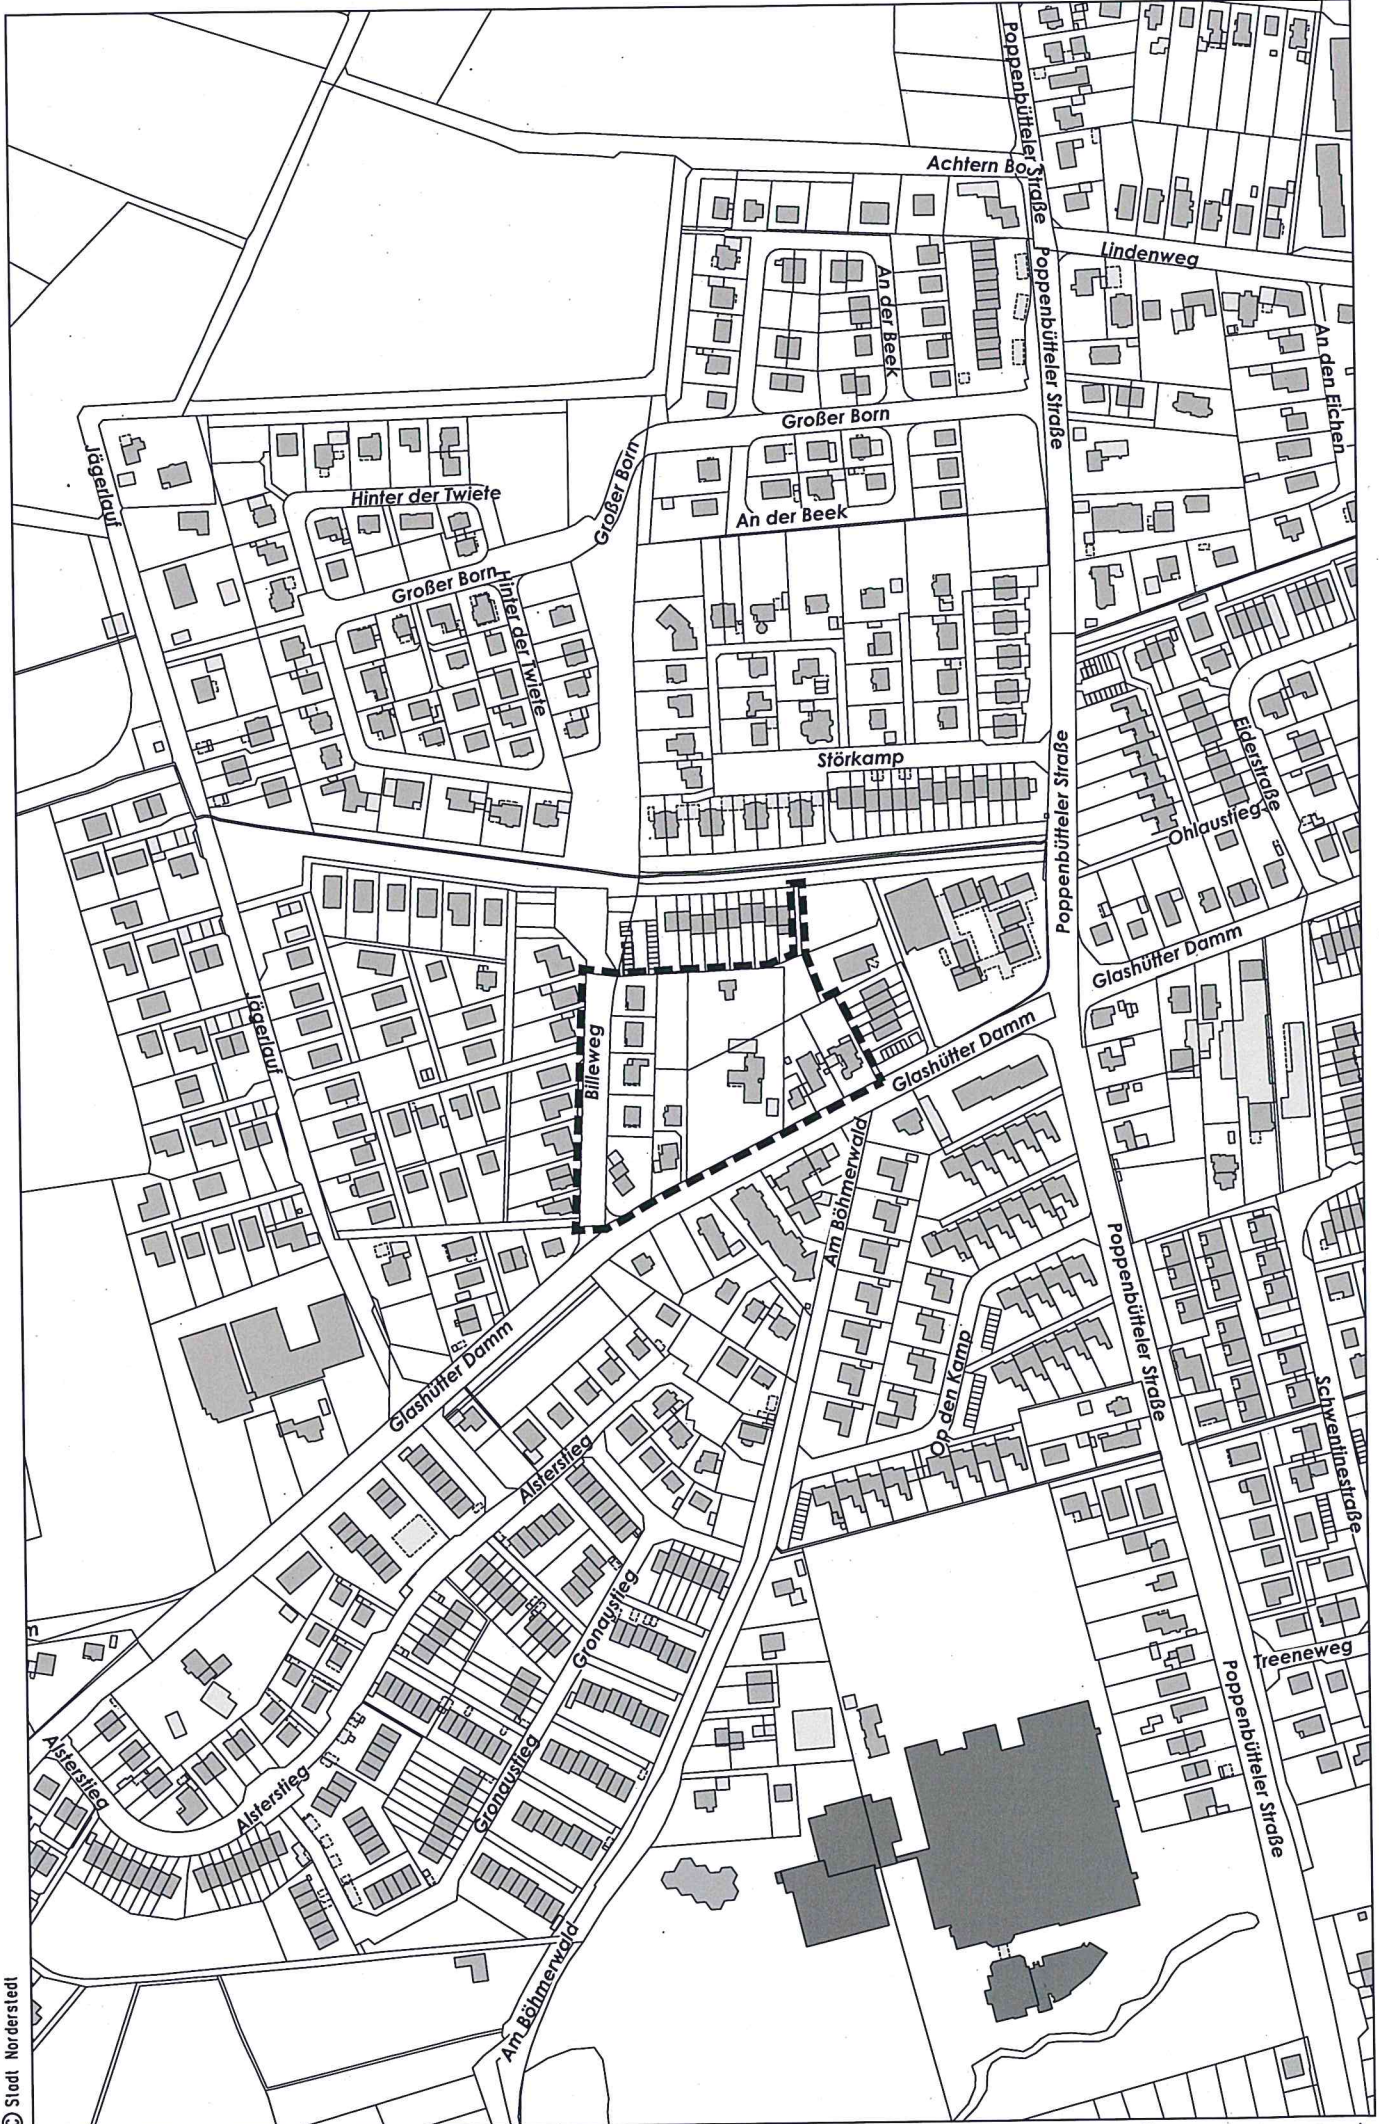 Poppenbütteler Straße
Achtern Bo
Lindenweg
Poppenbütteler Straße
An der Beek
An den Eichen
Großer Born
Jägerlauf
Großer Born
Hinter der Twiete
An der Beek
Großer Born
Hinter der Twiete
Störkamp
Poppenbütteler Straße
Eiderstraße
Ohlaustieg
Glashütter Damm
Jägerlauf
Billeweg
Glashütter Damm
Am Böhmerwald
Poppenbütteler Straße
Glashütter Damm
Op den Kamp
Schwentinestraße
Alsterstieg
Gronaustieg
Treeneweg
Poppenbütteler Straße
Alsterstieg
Alsterstieg
Gronaustieg
Am Böhmerwald
© Stadt Norderstedt